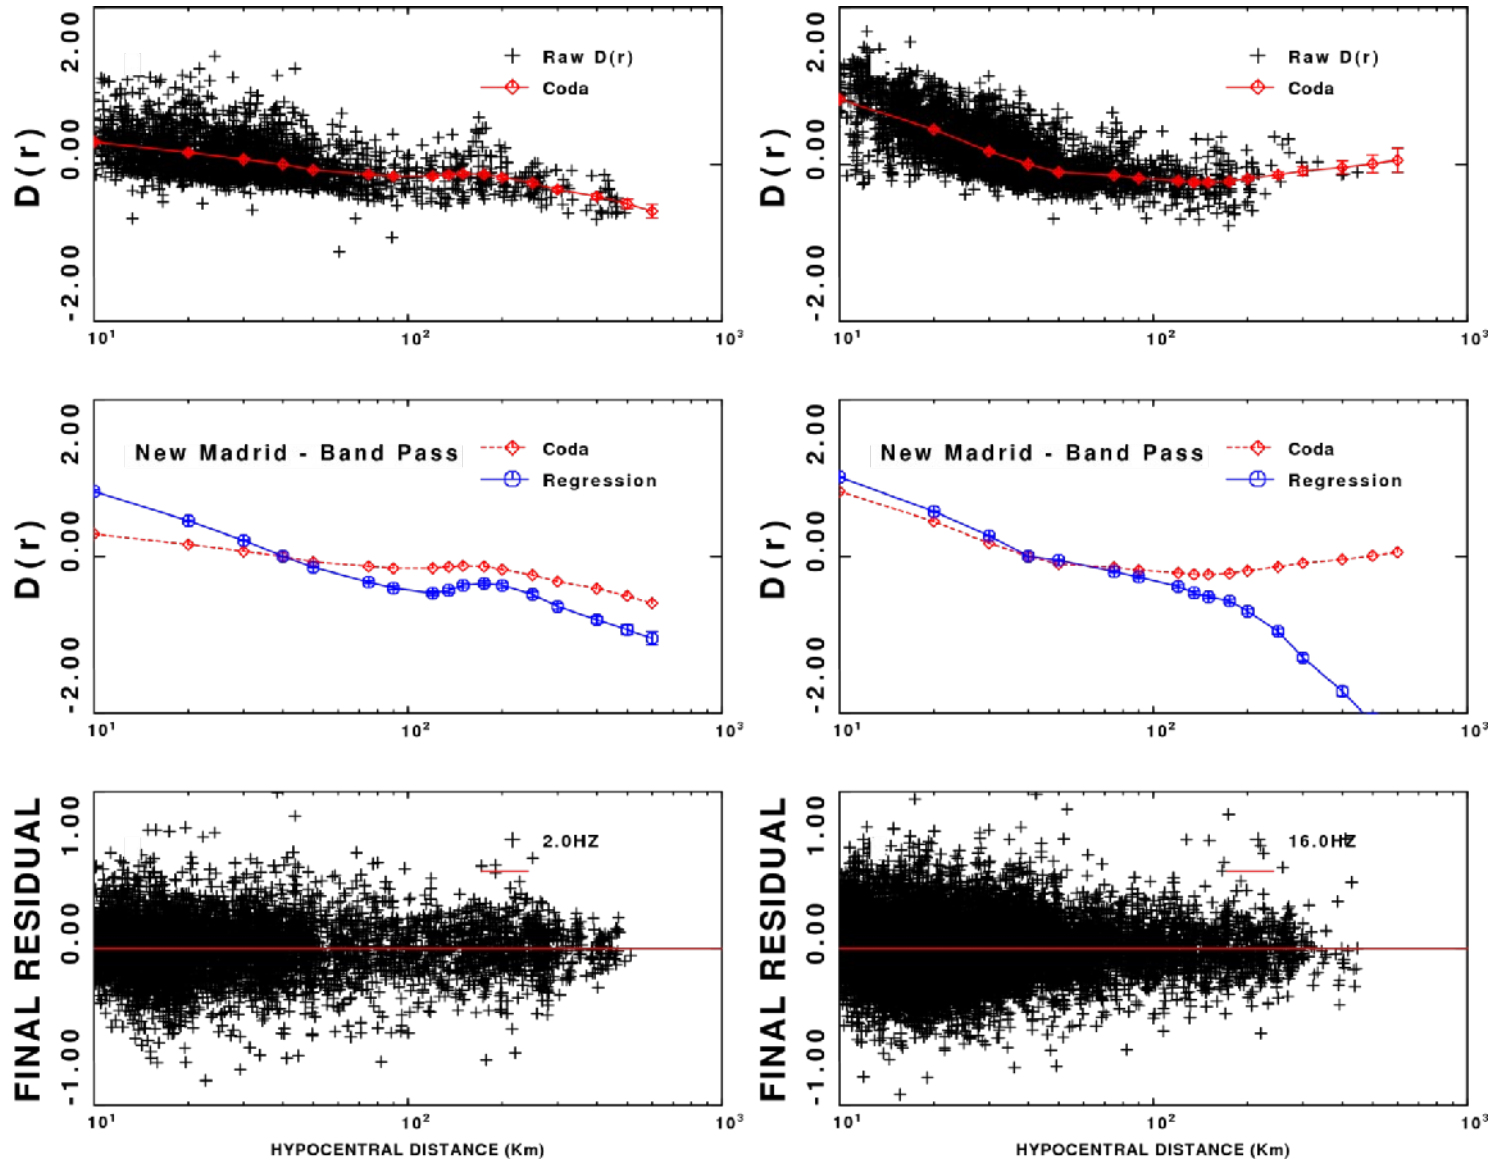 2.00
0.00
-2.00
D(r)
Raw D(r)
Coda
10¹ 10² 10³
2.00
0.00
-2.00
D(r)
Raw D(r)
Coda
10¹ 10² 10³
2.00
0.00
-2.00
D(r)
New Madrid - Band Pass
Coda
Regression
10¹ 10² 10³
2.00
0.00
-2.00
D(r)
New Madrid - Band Pass
Coda
Regression
10¹ 10² 10³
1.00
0.00
-1.00
FINAL RESIDUAL
2.0HZ
10¹ 10² 10³
HYPOCENTRAL DISTANCE (Km)
1.00
0.00
-1.00
FINAL RESIDUAL
16.0HZ
10¹ 10² 10³
HYPOCENTRAL DISTANCE (Km)